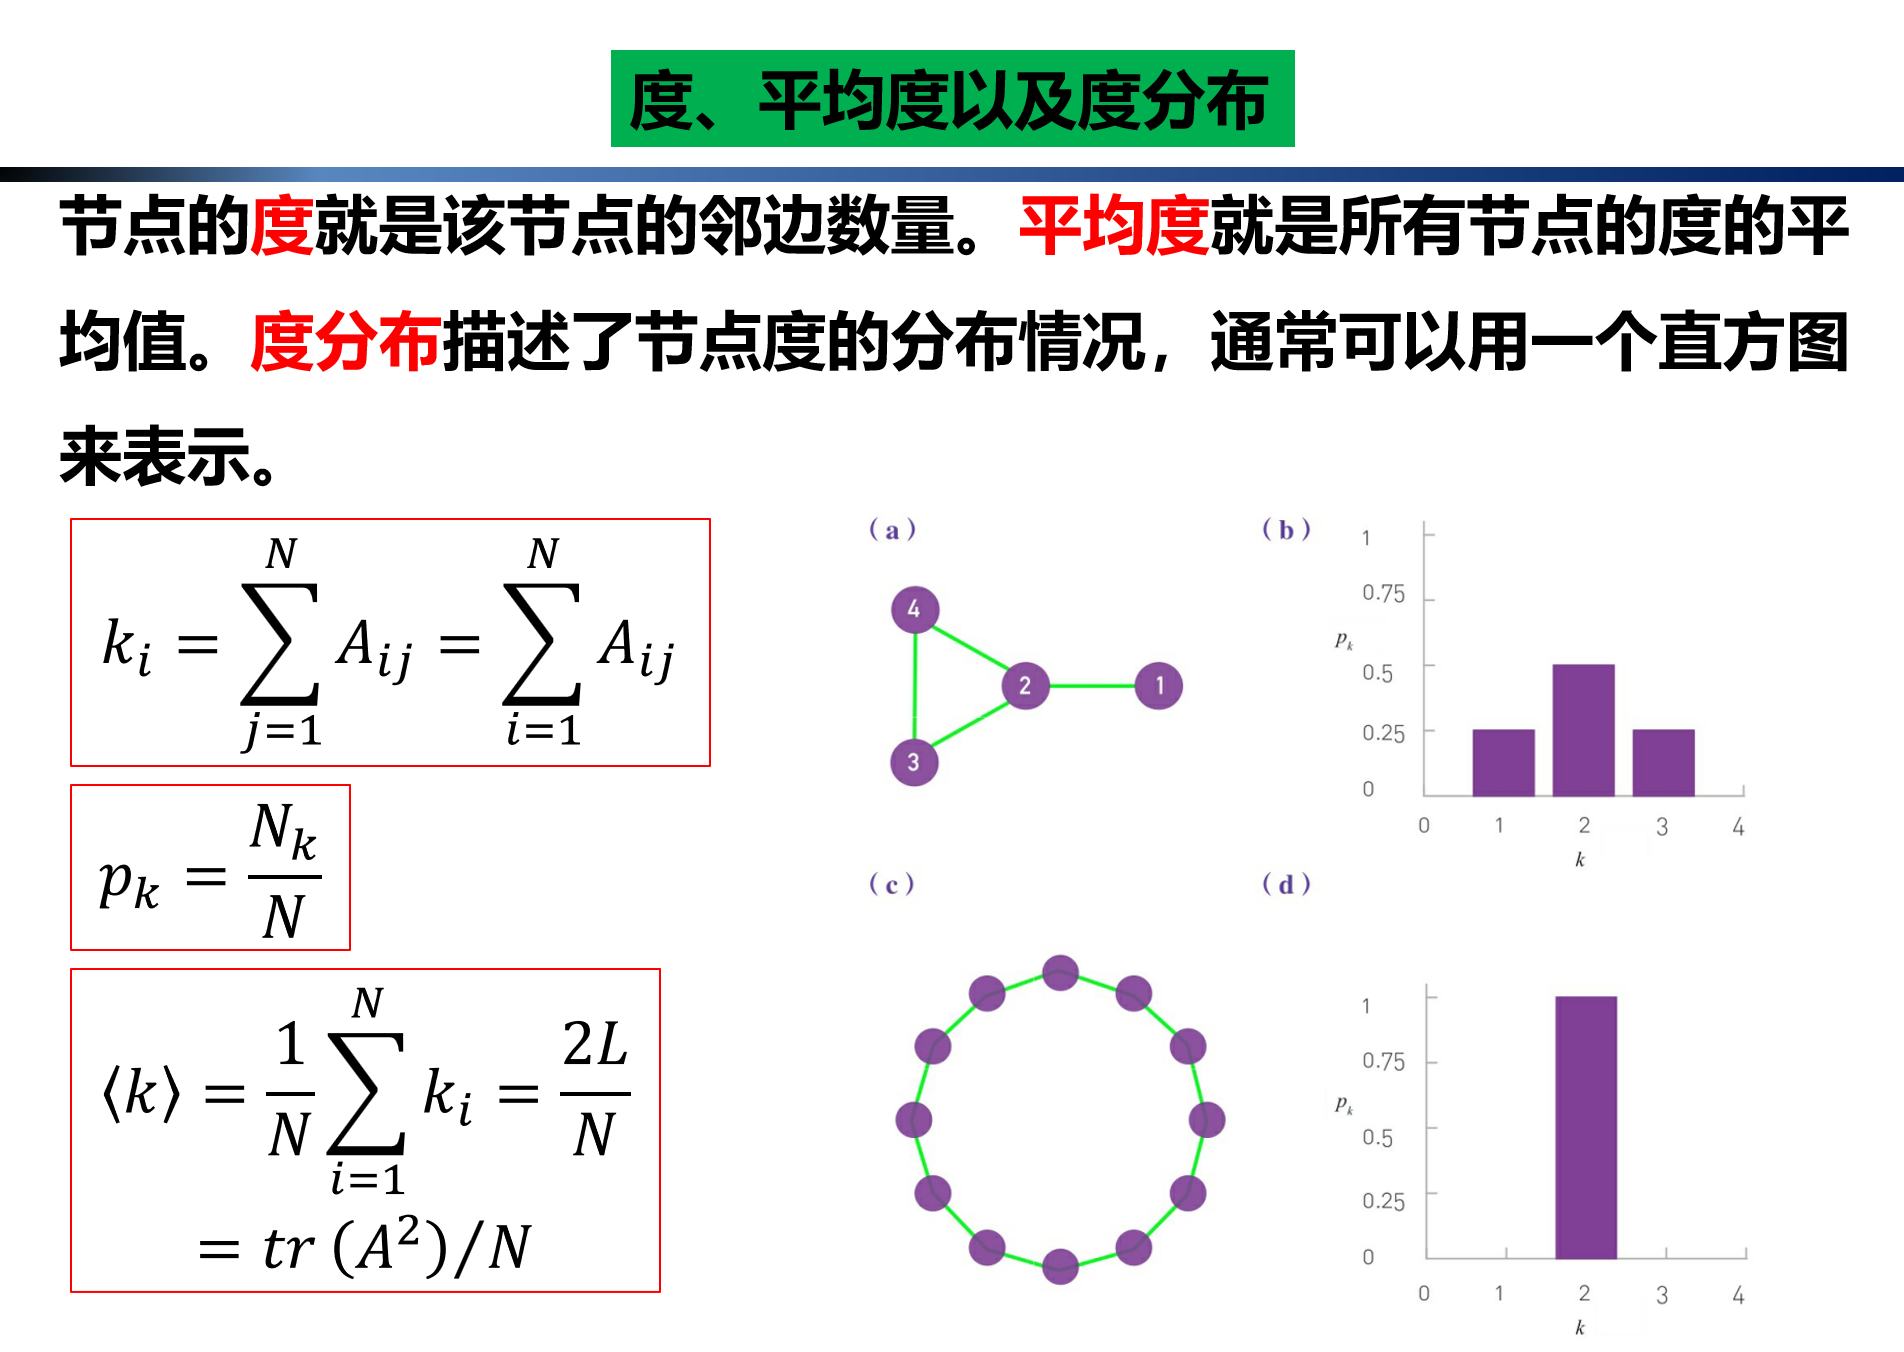 度、平均度以及度分布
节点的度就是该节点的邻边数量。平均度就是所有节点的度的平
均值。度分布描述了节点度的分布情况，通常可以用一个直方图
来表示。
k_i = \sum_{j=1}^{N} A_{ij} = \sum_{i=1}^{N} A_{ij}
p_k = \frac{N_k}{N}
⟨k⟩ = \frac{1}{N} \sum_{i=1}^{N} k_i = \frac{2L}{N}
= tr (A^2)/N
(a)
4
2
1
3
(b)
1
0.75
p_k
0.5
0.25
0
0 1 2 3 4
k
(c)
(d)
1
0.75
p_k
0.5
0.25
0
0 1 2 3 4
k